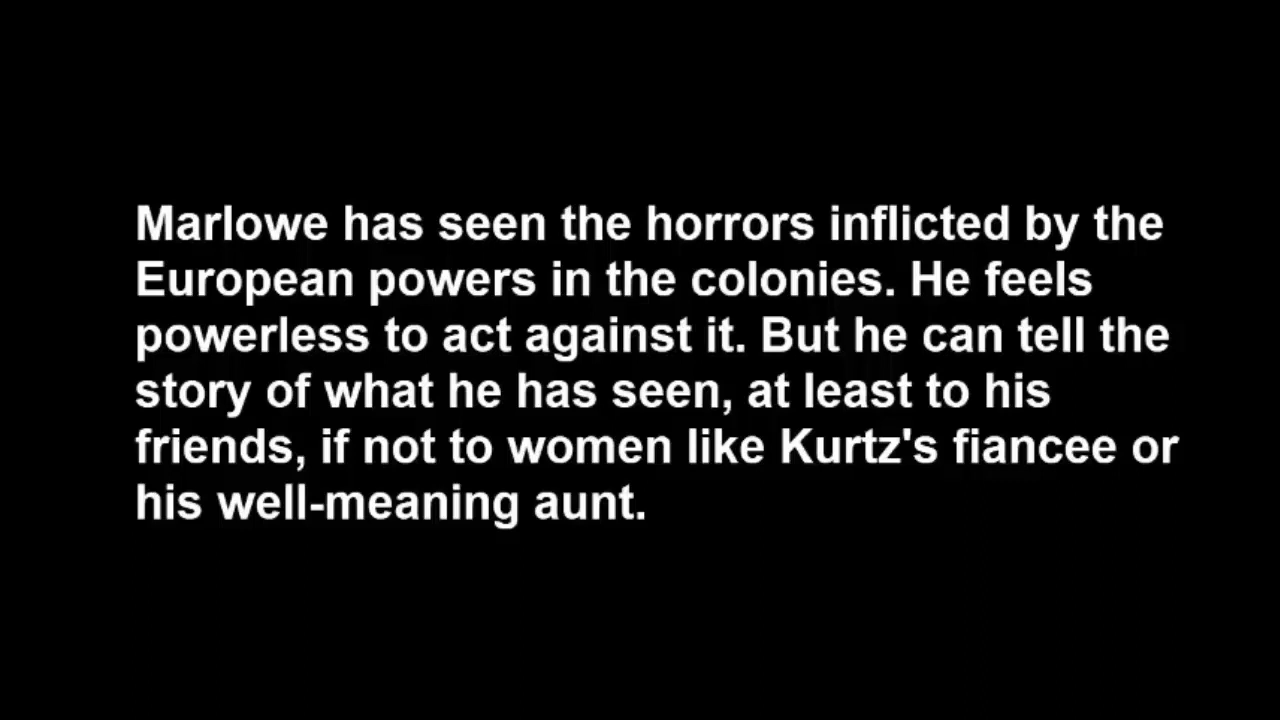 Marlowe has seen the horrors inflicted by the
European powers in the colonies. He feels
powerless to act against it. But he can tell the
story of what he has seen, at least to his
friends, if not to women like Kurtz's fiancee or
his well-meaning aunt.